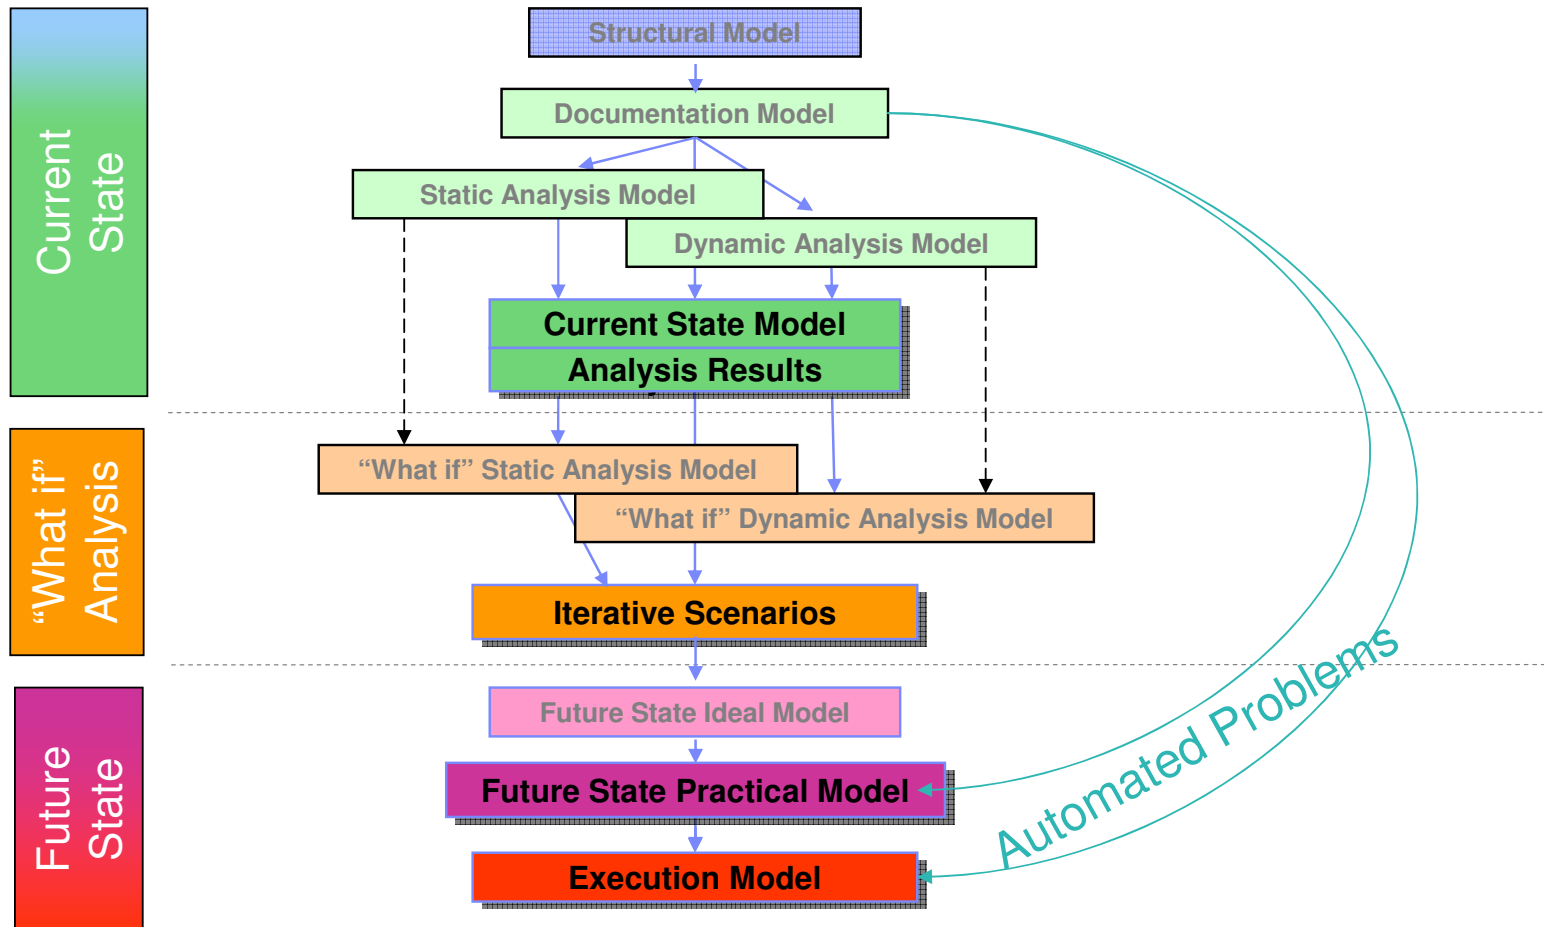 Current
State
Structural Model
Documentation Model
Static Analysis Model
Dynamic Analysis Model
Current State Model
Analysis Results
“What if”
Analysis
“What if” Static Analysis Model
“What if” Dynamic Analysis Model
Iterative Scenarios
Future
State
Future State Ideal Model
Future State Practical Model
Execution Model
Automated Problems